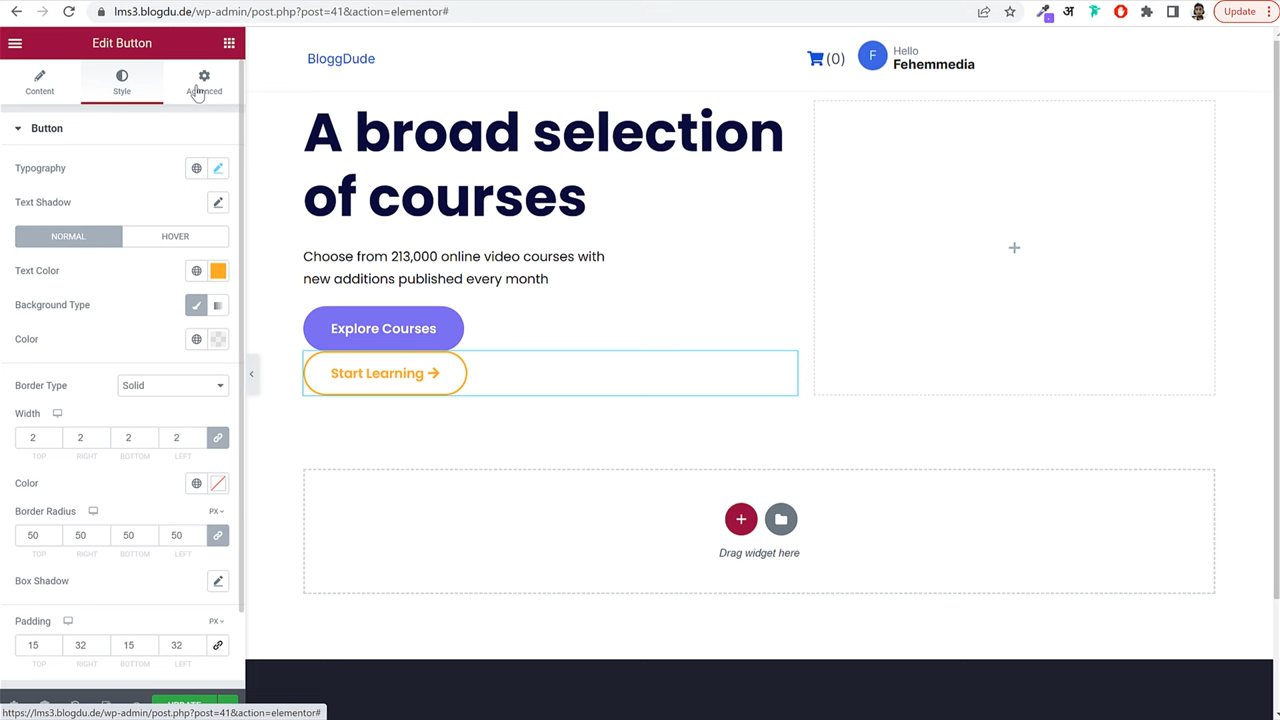 lms3.blogdu.de/wp-admin/post.php?post=41&action=elementor#
अ
Update
Edit Button
Content
Style
Advanced
Button
Typography
Text Shadow
NORMAL
HOVER
Text Color
Background Type
Color
Border Type
Solid
Width
2 2 2 2
TOP RIGHT BOTTOM LEFT
Color
Border Radius
PX
50 50 50 50
TOP RIGHT BOTTOM LEFT
Box Shadow
Padding
PX
15 32 15 32
TOP RIGHT BOTTOM LEFT
UPDATE
https://lms3.blogdu.de/wp-admin/post.php?post=41&action=elementor#
BloggDude
(0)
F
Hello
Fehemmedia
A broad selection
of courses
Choose from 213,000 online video courses with
new additions published every month
Explore Courses
Start Learning
Drag widget here